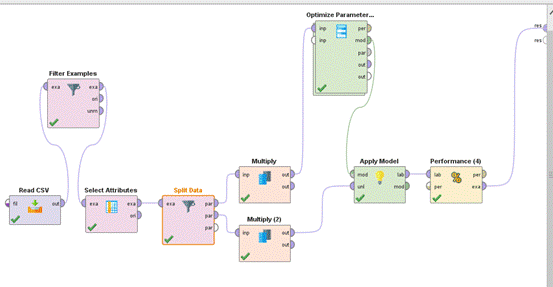 Optimize Parameter...
inp
per
inp
mod
par
out
out
res
res
Filter Examples
exa
exa
ori
unm
Read CSV
fil
out
Select Attributes
exa
exa
ori
Split Data
exa
par
par
par
Multiply
inp
out
out
Multiply (2)
inp
out
out
Apply Model
mod
lab
unl
mod
Performance (4)
lab
per
per
exa